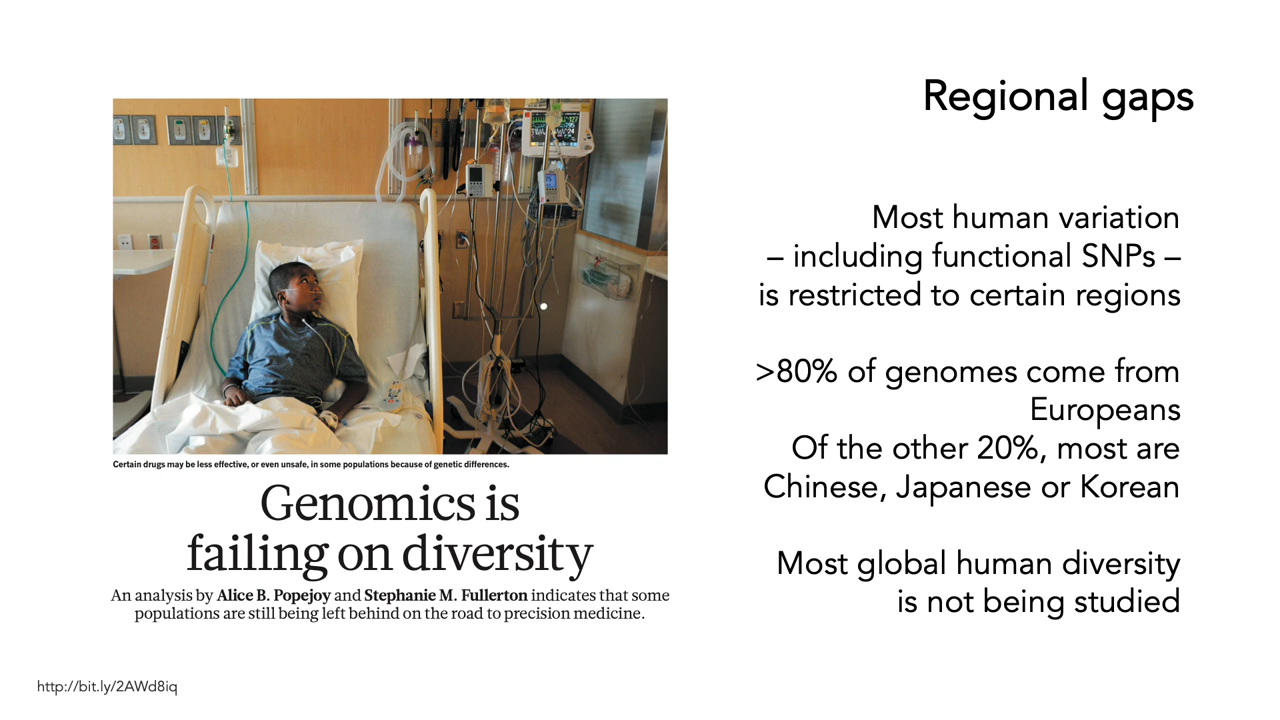 Regional gaps
Most human variation
– including functional SNPs –
is restricted to certain regions
>80% of genomes come from
Europeans
Of the other 20%, most are
Chinese, Japanese or Korean
Most global human diversity
is not being studied
Certain drugs may be less effective, or even unsafe, in some populations because of genetic differences.
Genomics is
failing on diversity
An analysis by Alice B. Popejoy and Stephanie M. Fullerton indicates that some
populations are still being left behind on the road to precision medicine.
http://bit.ly/2AWd8iq